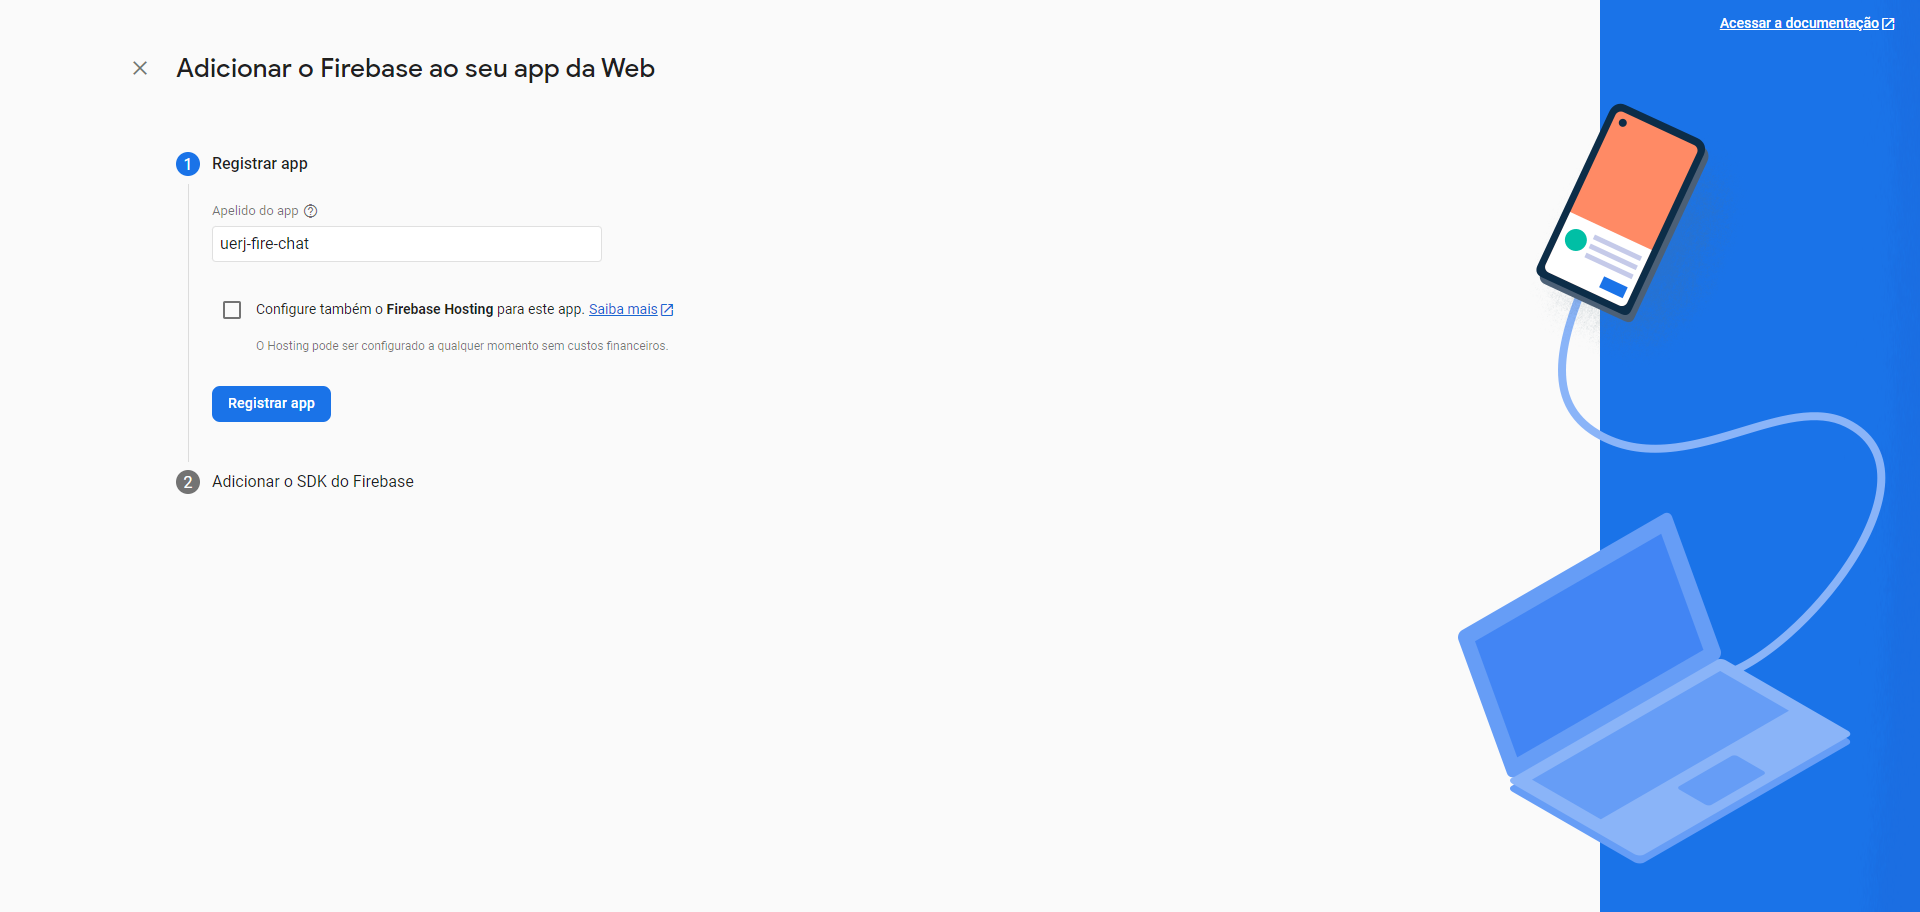 Acessar a documentação
Adicionar o Firebase ao seu app da Web
1 Registrar app
Apelido do app
uerj-fire-chat
Configure também o Firebase Hosting para este app. Saiba mais
O Hosting pode ser configurado a qualquer momento sem custos financeiros.
Registrar app
2 Adicionar o SDK do Firebase